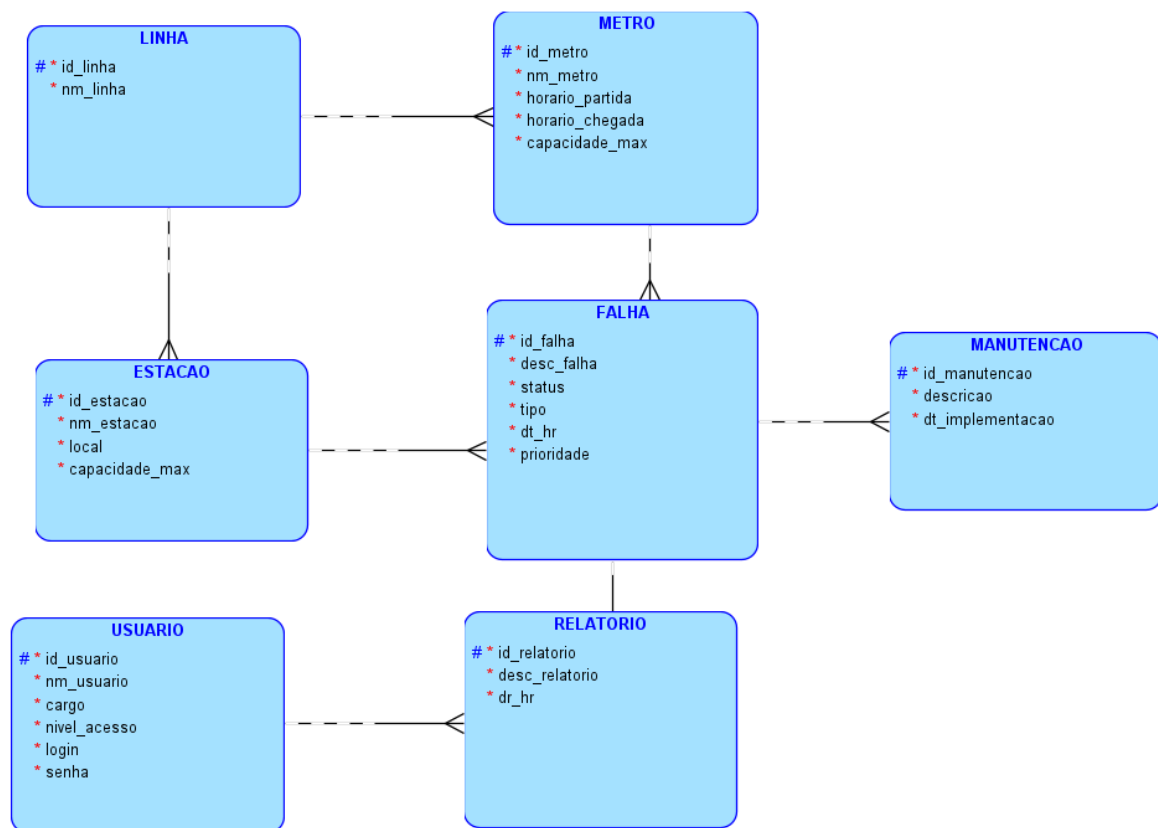 LINHA
# * id_linha
* nm_linha
METRO
# * id_metro
* nm_metro
* horario_partida
* horario_chegada
* capacidade_max
ESTACAO
# * id_estacao
* nm_estacao
* local
* capacidade_max
FALHA
# * id_falha
* desc_falha
* status
* tipo
* dt_hr
* prioridade
MANUTENCAO
# * id_manutencao
* descricao
* dt_implementacao
USUARIO
# * id_usuario
* nm_usuario
* cargo
* nivel_acesso
* login
* senha
RELATORIO
# * id_relatorio
* desc_relatorio
* dr_hr